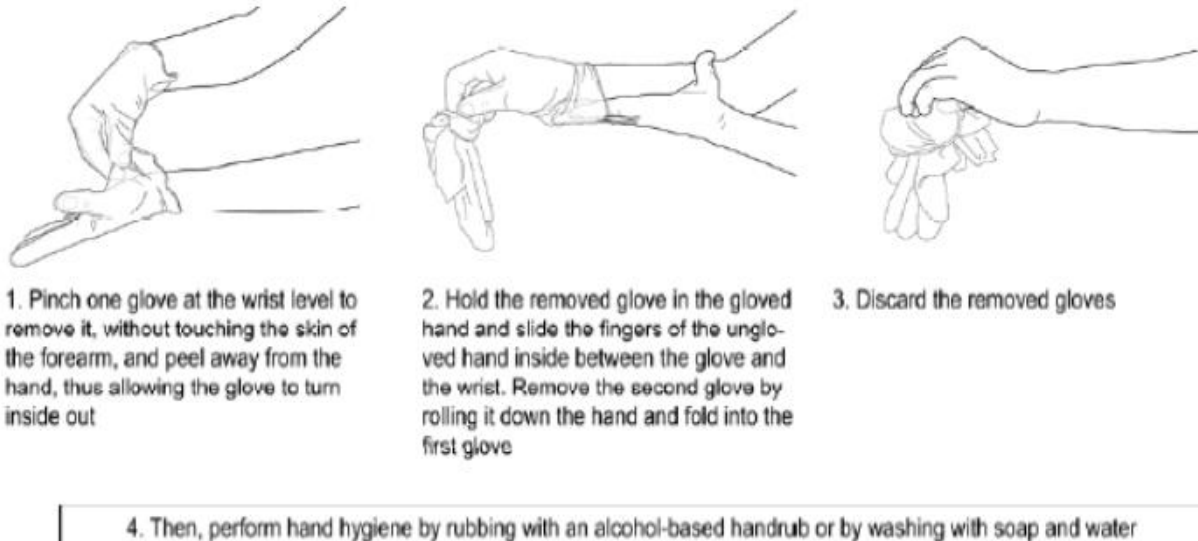 1. Pinch one glove at the wrist level to
remove it, without touching the skin of
the forearm, and peel away from the
hand, thus allowing the glove to turn
inside out
2. Hold the removed glove in the gloved
hand and slide the fingers of the unglo-
ved hand inside between the glove and
the wrist. Remove the second glove by
rolling it down the hand and fold into the
first glove
3. Discard the removed gloves
4. Then, perform hand hygiene by rubbing with an alcohol-based handrub or by washing with soap and water